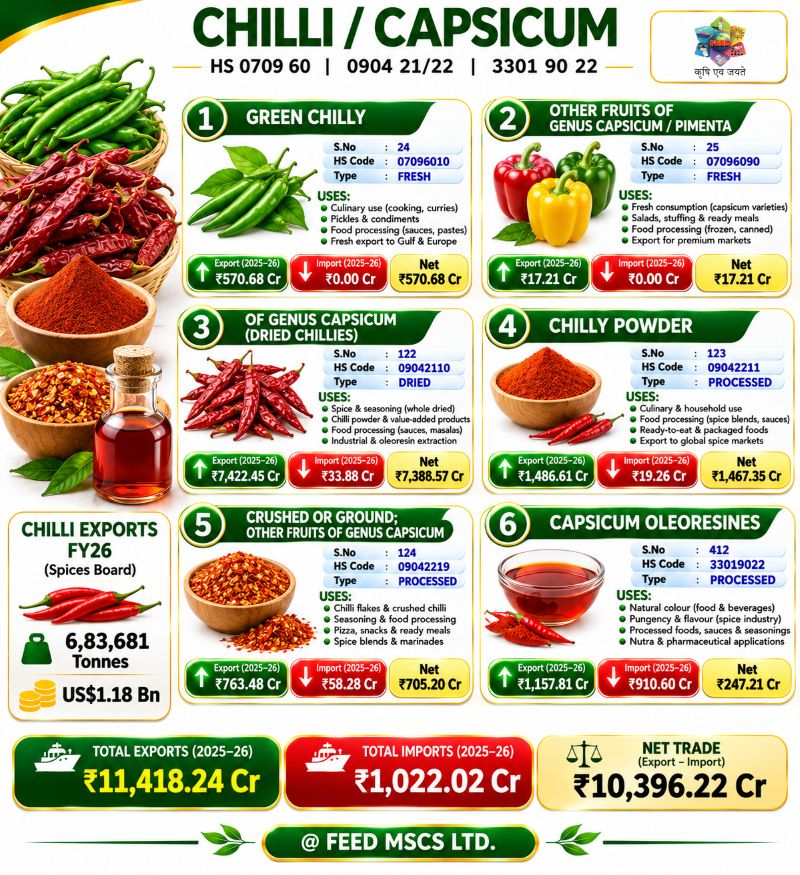 CHILLI / CAPSICUM
HS 0709 60 | 0904 21/22 | 3301 90 22
कृषि एवं जयते
1 GREEN CHILLY
S.No : 24
HS Code : 07096010
Type : FRESH
USES:
Culinary use (cooking, curries)
Pickles & condiments
Food processing (sauces, pastes)
Fresh export to Gulf & Europe
Export (2025-26)
₹570.68 Cr
Import (2025-26)
₹0.00 Cr
Net
₹570.68 Cr
2 OTHER FRUITS OF
GENUS CAPSICUM / PIMENTA
S.No : 25
HS Code : 07096090
Type : FRESH
USES:
Fresh consumption (capsicum varieties)
Salads, stuffing & ready meals
Food processing (frozen, canned)
Export for premium markets
Export (2025-26)
₹17.21 Cr
Import (2025-26)
₹0.00 Cr
Net
₹17.21 Cr
3 OF GENUS CAPSICUM
(DRIED CHILLIES)
S.No : 122
HS Code : 09042110
Type : DRIED
USES:
Spice & seasoning (whole dried)
Chilli powder & value-added products
Food processing (sauces, masalas)
Industrial & oleoresin extraction
Export (2025-26)
₹7,422.45 Cr
Import (2025-26)
₹33.88 Cr
Net
₹7,388.57 Cr
4 CHILLY POWDER
S.No : 123
HS Code : 09042211
Type : PROCESSED
USES:
Culinary & household use
Food processing (spice blends, sauces)
Ready-to-eat & packaged foods
Export to global spice markets
Export (2025-26)
₹1,486.61 Cr
Import (2025-26)
₹19.26 Cr
Net
₹1,467.35 Cr
CHILLI EXPORTS
FY26
(Spices Board)
6,83,681
Tonnes
US$1.18 Bn
5 CRUSHED OR GROUND;
OTHER FRUITS OF GENUS CAPSICUM
S.No : 124
HS Code : 09042219
Type : PROCESSED
USES:
Chilli flakes & crushed chilli
Seasoning & food processing
Pizza, snacks & ready meals
Spice blends & marinades
Export (2025-26)
₹763.48 Cr
Import (2025-26)
₹58.28 Cr
Net
₹705.20 Cr
6 CAPSICUM OLEORESINES
S.No : 412
HS Code : 33019022
Type : PROCESSED
USES:
Natural colour (food & beverages)
Pungency & flavour (spice industry)
Processed foods, sauces & seasonings
Nutra & pharmaceutical applications
Export (2025-26)
₹1,157.81 Cr
Import (2025-26)
₹910.60 Cr
Net
₹247.21 Cr
TOTAL EXPORTS (2025-26)
₹11,418.24 Cr
TOTAL IMPORTS (2025-26)
₹1,022.02 Cr
NET TRADE
(Export - Import)
₹10,396.22 Cr
@ FEED MSCS LTD.